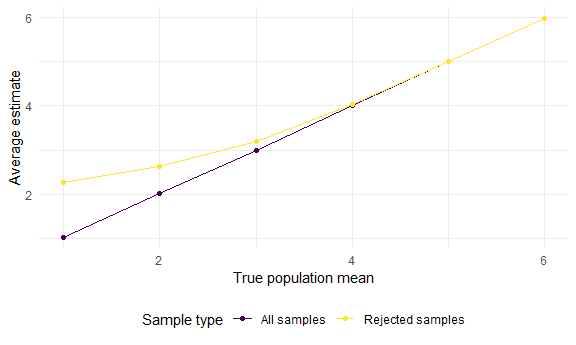 6
4
2
Average estimate
2
4
6
True population mean
Sample type
All samples
Rejected samples